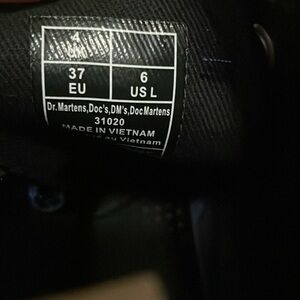 4
37 6
EU US L
Dr.Martens,Doc's,DM's,DocMartens
31020
MADE IN VIETNAM
au Vietnam